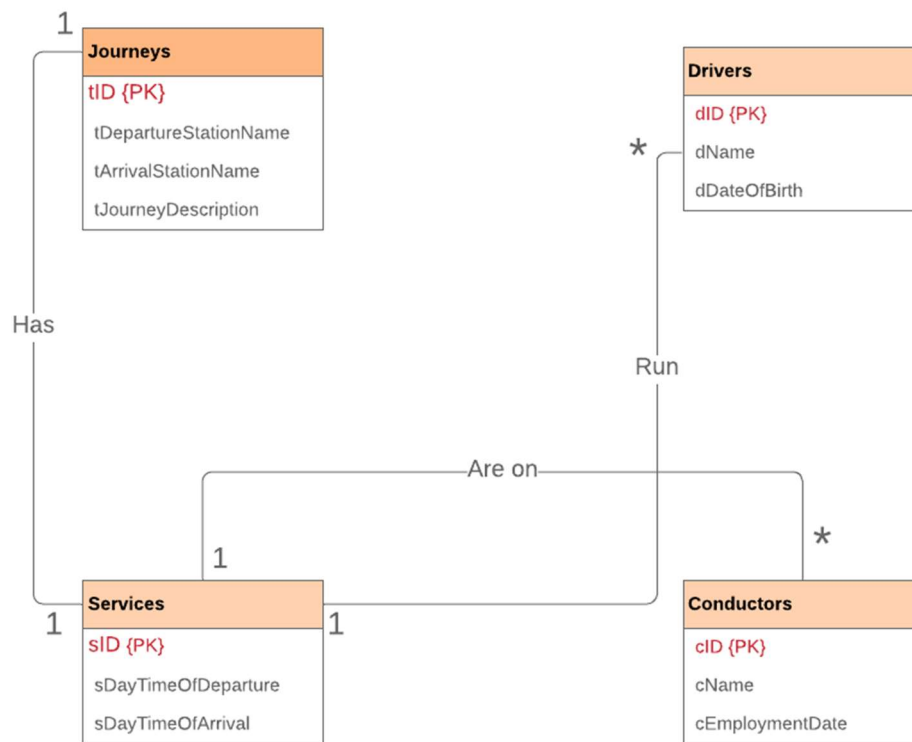 1
Journeys
tID {PK}
tDepartureStationName
tArrivalStationName
tJourneyDescription
Drivers
dID {PK}
dName
dDateOfBirth
*
Has
Run
Are on
1
*
1
Services
sID {PK}
sDayTimeOfDeparture
sDayTimeOfArrival
1
Conductors
cID {PK}
cName
cEmploymentDate